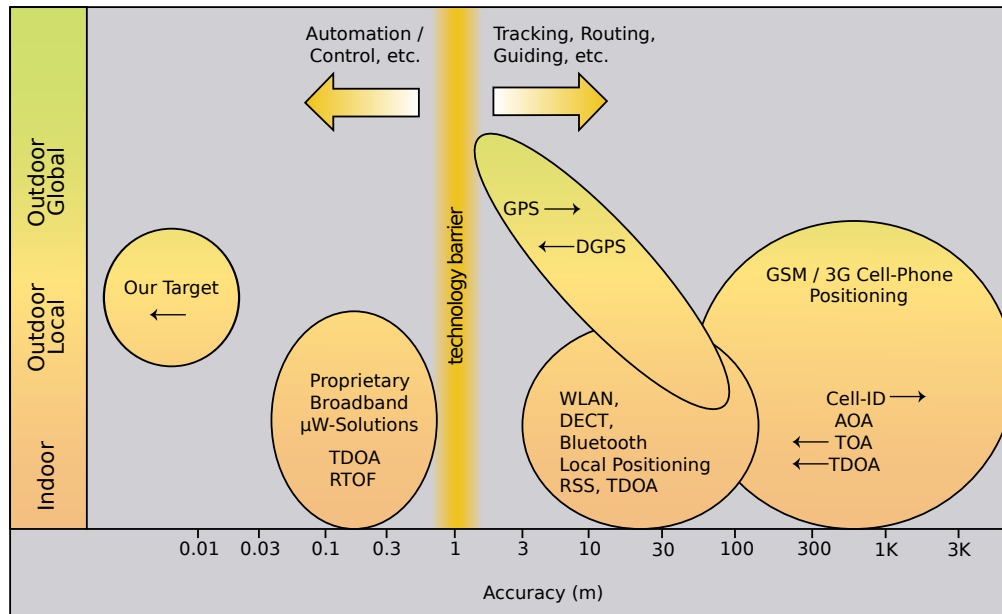 Automation /
Control, etc.
Tracking, Routing,
Guiding, etc.
Outdoor
Global
Outdoor
Local
Indoor
technology barrier
GPS
DGPS
Our Target
GSM / 3G Cell-Phone
Positioning
Proprietary
Broadband
µW-Solutions
TDOA
RTOF
WLAN,
DECT,
Bluetooth
Local Positioning
RSS, TDOA
Cell-ID
AOA
TOA
TDOA
0.01 0.03 0.1 0.3 1 3 10 30 100 300 1K 3K
Accuracy (m)